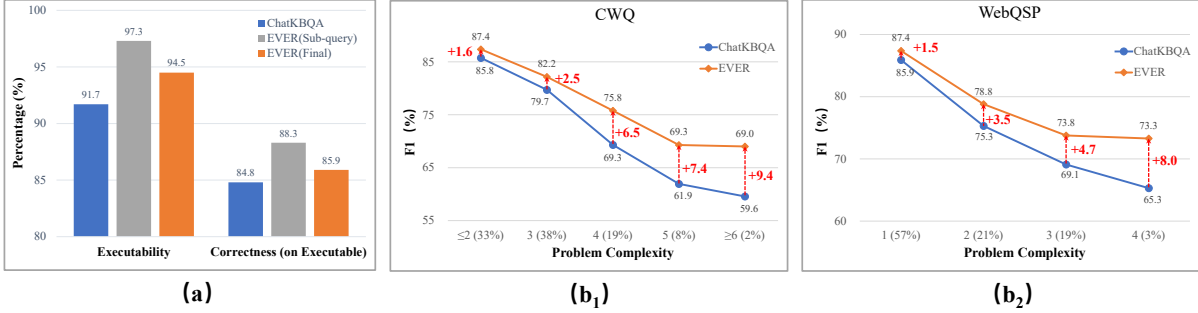 100
95
90
85
80
Percentage (%)
ChatKBQA
EVER(Sub-query)
EVER(Final)
91.7
97.3
94.5
84.8
88.3
85.9
Executability
Correctness (on Executable)
(a)
CWQ
85
75
65
55
F1 (%)
ChatKBQA
EVER
87.4
+1.6
85.8
82.2
+2.5
79.7
75.8
+6.5
69.3
69.3
+7.4
61.9
69.0
+9.4
59.6
≤2 (33%)
3 (38%)
4 (19%)
5 (8%)
≥6 (2%)
Problem Complexity
(b1)
WebQSP
90
80
70
60
F1 (%)
ChatKBQA
EVER
87.4
+1.5
85.9
78.8
+3.5
75.3
73.8
+4.7
69.1
73.3
+8.0
65.3
1 (57%)
2 (21%)
3 (19%)
4 (3%)
Problem Complexity
(b2)